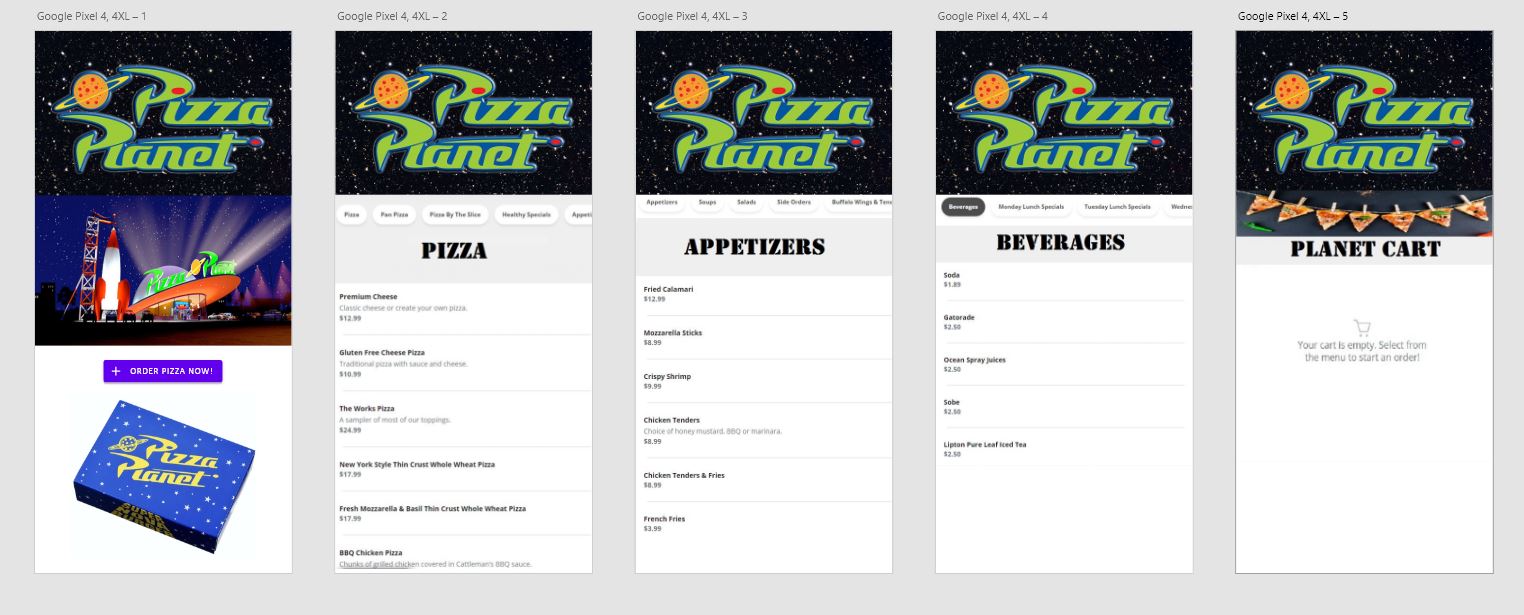 Google Pixel 4, 4XL – 1
Pizza
Planet
Pizza Planet
+ ORDER PIZZA NOW!
Pizza
Planet
Google Pixel 4, 4XL – 2
Pizza
Planet
Pizza Pan Pizza Pizza By The Slice Healthy Specials Appeti
PIZZA
Premium Cheese
Classic cheese or create your own pizza.
$12.99
Gluten Free Cheese Pizza
Traditional pizza with sauce and cheese.
$10.99
The Works Pizza
A sampler of most of our toppings.
$24.99
New York Style Thin Crust Whole Wheat Pizza
$17.99
Fresh Mozzarella & Basil Thin Crust Whole Wheat Pizza
$17.99
BBQ Chicken Pizza
Chunks of grilled chicken covered in Cattleman's BBQ sauce.
Google Pixel 4, 4XL – 3
Pizza
Planet
Appetizers Soups Salads Side Orders Buffalo Wings & Tend
APPETIZERS
Fried Calamari
$12.99
Mozzarella Sticks
$8.99
Crispy Shrimp
$9.99
Chicken Tenders
Choice of honey mustard, BBQ or marinara.
$8.99
Chicken Tenders & Fries
$8.99
French Fries
$3.99
Google Pixel 4, 4XL – 4
Pizza
Planet
Beverages Monday Lunch Specials Tuesday Lunch Specials Wednes
BEVERAGES
Soda
$1.89
Gatorade
$2.50
Ocean Spray Juices
$2.50
Sobe
$2.50
Lipton Pure Leaf Iced Tea
$2.50
Google Pixel 4, 4XL – 5
Pizza
Planet
PLANET CART
Your cart is empty. Select from
the menu to start an order!